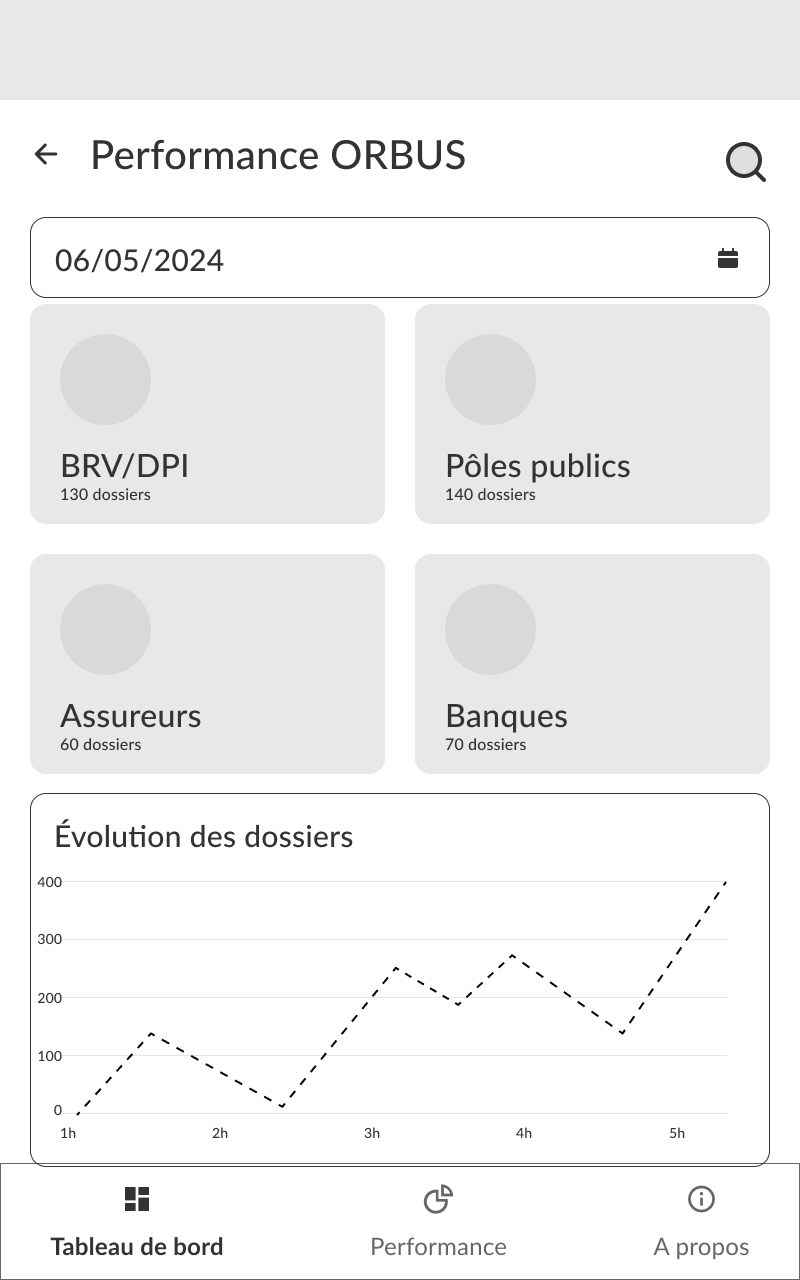 Performance ORBUS
06/05/2024
BRV/DPI
130 dossiers
Pôles publics
140 dossiers
Assureurs
60 dossiers
Banques
70 dossiers
Évolution des dossiers
400
300
200
100
0
1h 2h 3h 4h 5h
Tableau de bord Performance A propos